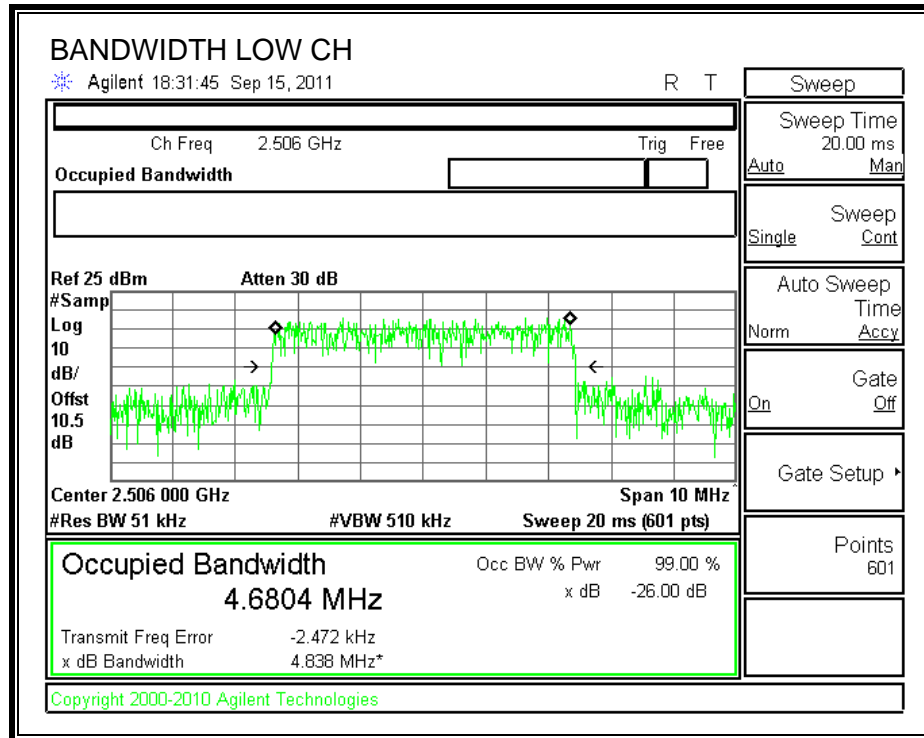 BANDWIDTH LOW CH
Agilent 18:31:45 Sep 15, 2011 R T
Ch Freq 2.506 GHz Trig Free
Occupied Bandwidth
Ref 25 dBm Atten 30 dB
#Samp
Log
10
dB/
Offst
10.5
dB
Center 2.506 000 GHz Span 10 MHz^
#Res BW 51 kHz #VBW 510 kHz Sweep 20 ms (601 pts)
Occupied Bandwidth Occ BW % Pwr 99.00 %
4.6804 MHz x dB -26.00 dB
Transmit Freq Error -2.472 kHz
x dB Bandwidth 4.838 MHz*
Copyright 2000-2010 Agilent Technologies
Sweep
Sweep Time
20.00 ms
Auto Man
Sweep
Single Cont
Auto Sweep
Time
Norm Accy
Gate
On Off
Gate Setup
Points
601